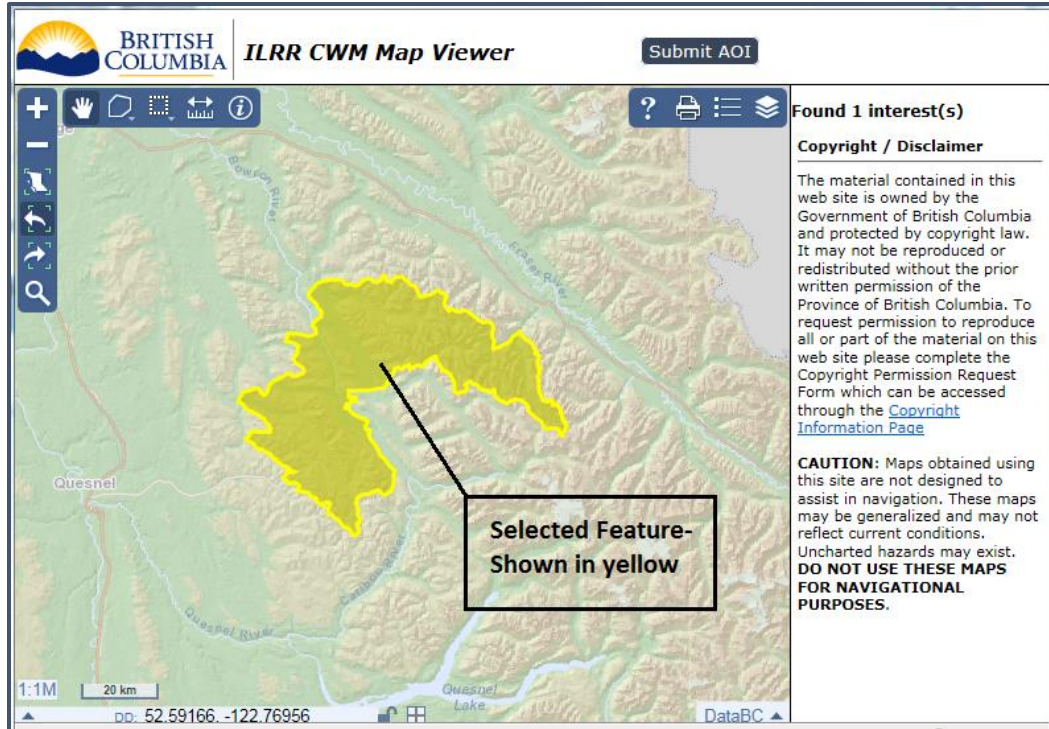 BRITISH
COLUMBIA
ILRR CWM Map Viewer
Submit AOI
Found 1 interest(s)
Copyright / Disclaimer
The material contained in this
web site is owned by the
Government of British Columbia
and protected by copyright law.
It may not be reproduced or
redistributed without the prior
written permission of the
Province of British Columbia. To
request permission to reproduce
all or part of the material on this
web site please complete the
Copyright Permission Request
Form which can be accessed
through the Copyright
Information Page
CAUTION: Maps obtained using
this site are not designed to
assist in navigation. These maps
may be generalized and may not
reflect current conditions.
Uncharted hazards may exist.
DO NOT USE THESE MAPS
FOR NAVIGATIONAL
PURPOSES.
Bowron River
Fraser River
Quesnel
Selected Feature-
Shown in yellow
Cariboo River
Quesnel River
Quesnel
Lake
1:1M
20 km
DD: 52.59166, -122.76956
DataBC